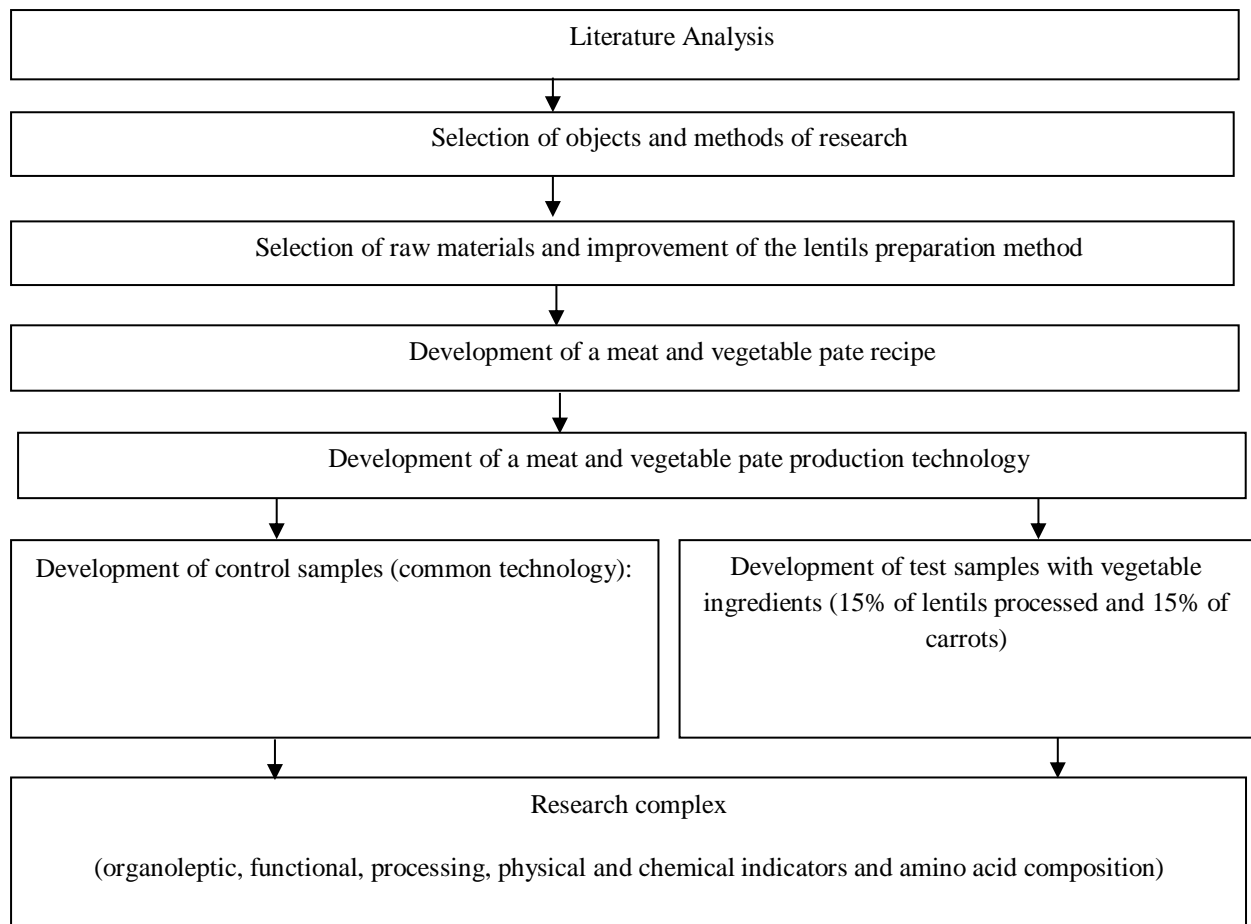 Literature Analysis
Selection of objects and methods of research
Selection of raw materials and improvement of the lentils preparation method
Development of a meat and vegetable pate recipe
Development of a meat and vegetable pate production technology
Development of control samples (common technology):
Development of test samples with vegetable
ingredients (15% of lentils processed and 15% of
carrots)
Research complex
(organoleptic, functional, processing, physical and chemical indicators and amino acid composition)